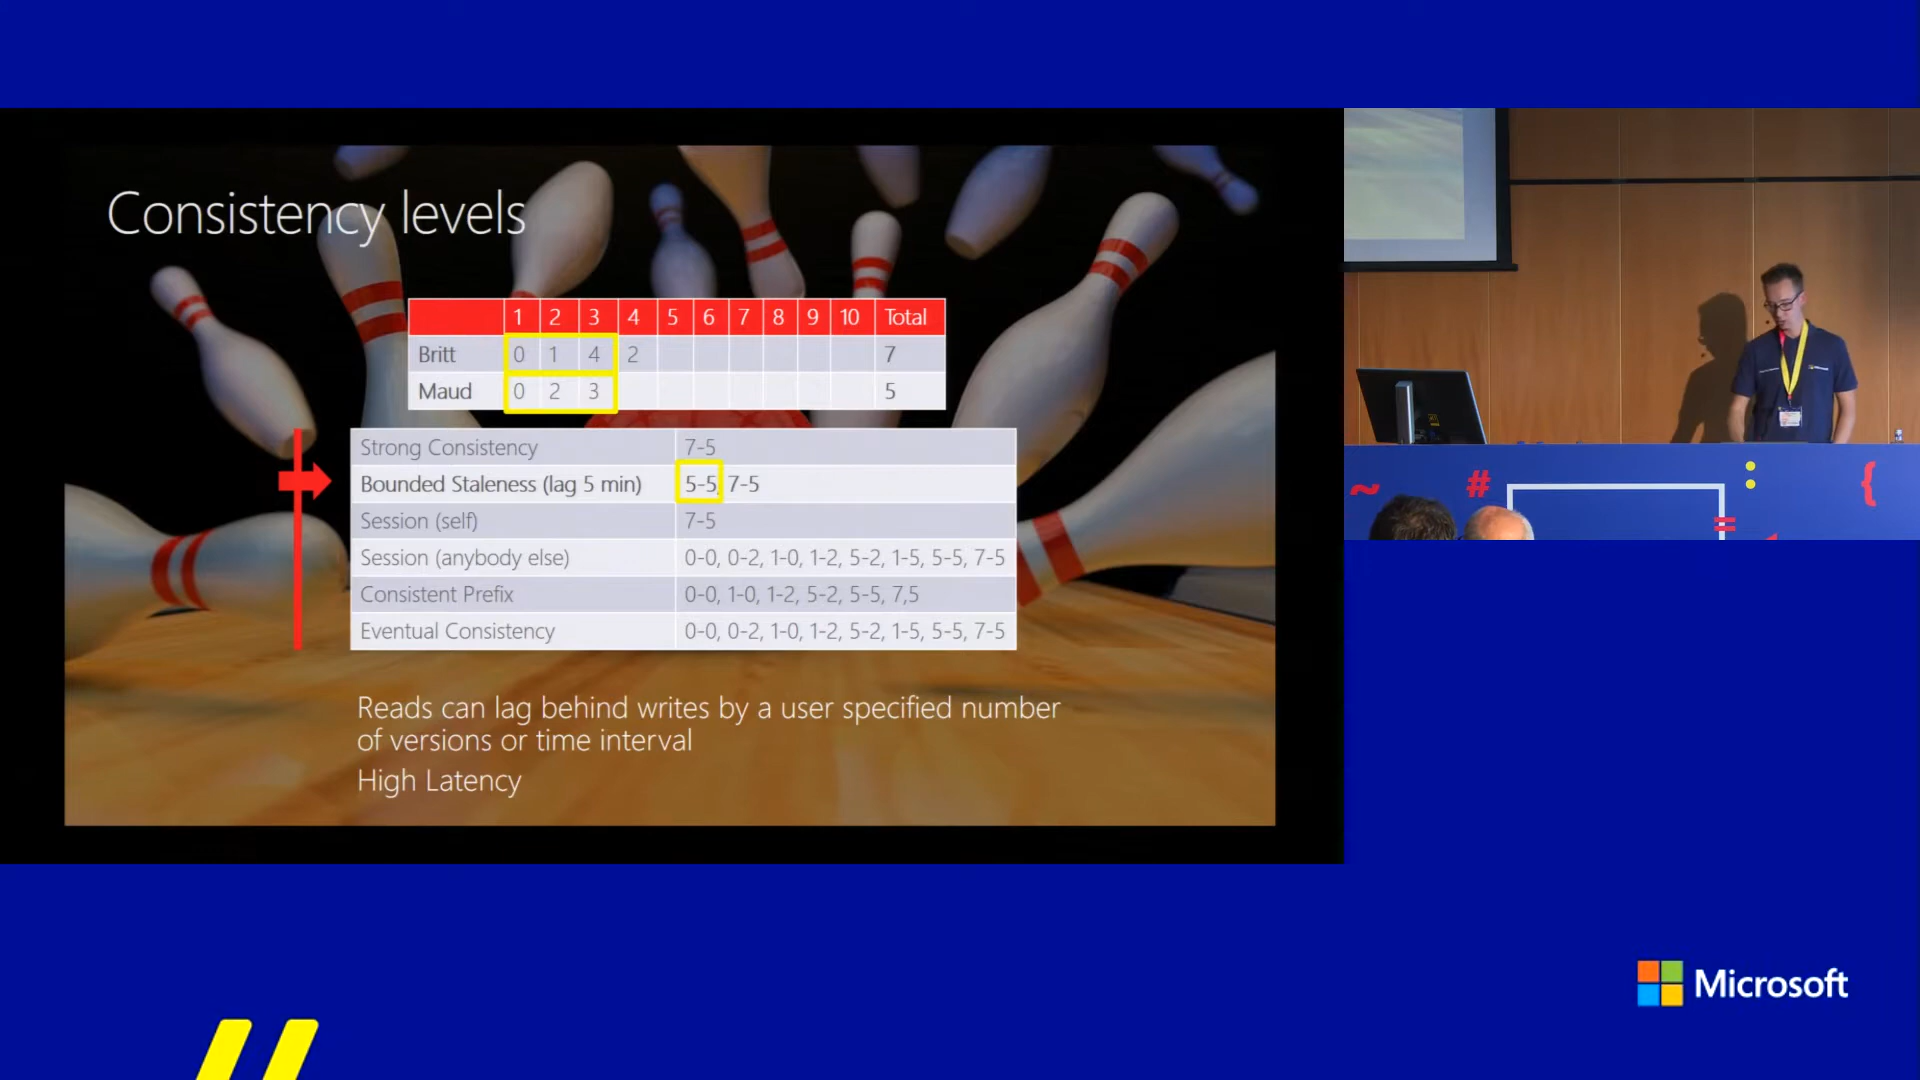 Consistency levels
1 2 3 4 5 6 7 8 9 10 Total
Britt 0 1 4 2 7
Maud 0 2 3 5
Strong Consistency 7-5
Bounded Staleness (lag 5 min) 5-5, 7-5
Session (self) 7-5
Session (anybody else) 0-0, 0-2, 1-0, 1-2, 5-2, 1-5, 5-5, 7-5
Consistent Prefix 0-0, 1-0, 1-2, 5-2, 5-5, 7,5
Eventual Consistency 0-0, 0-2, 1-0, 1-2, 5-2, 1-5, 5-5, 7-5
Reads can lag behind writes by a user specified number
of versions or time interval
High Latency
~ # : {
=
Microsoft